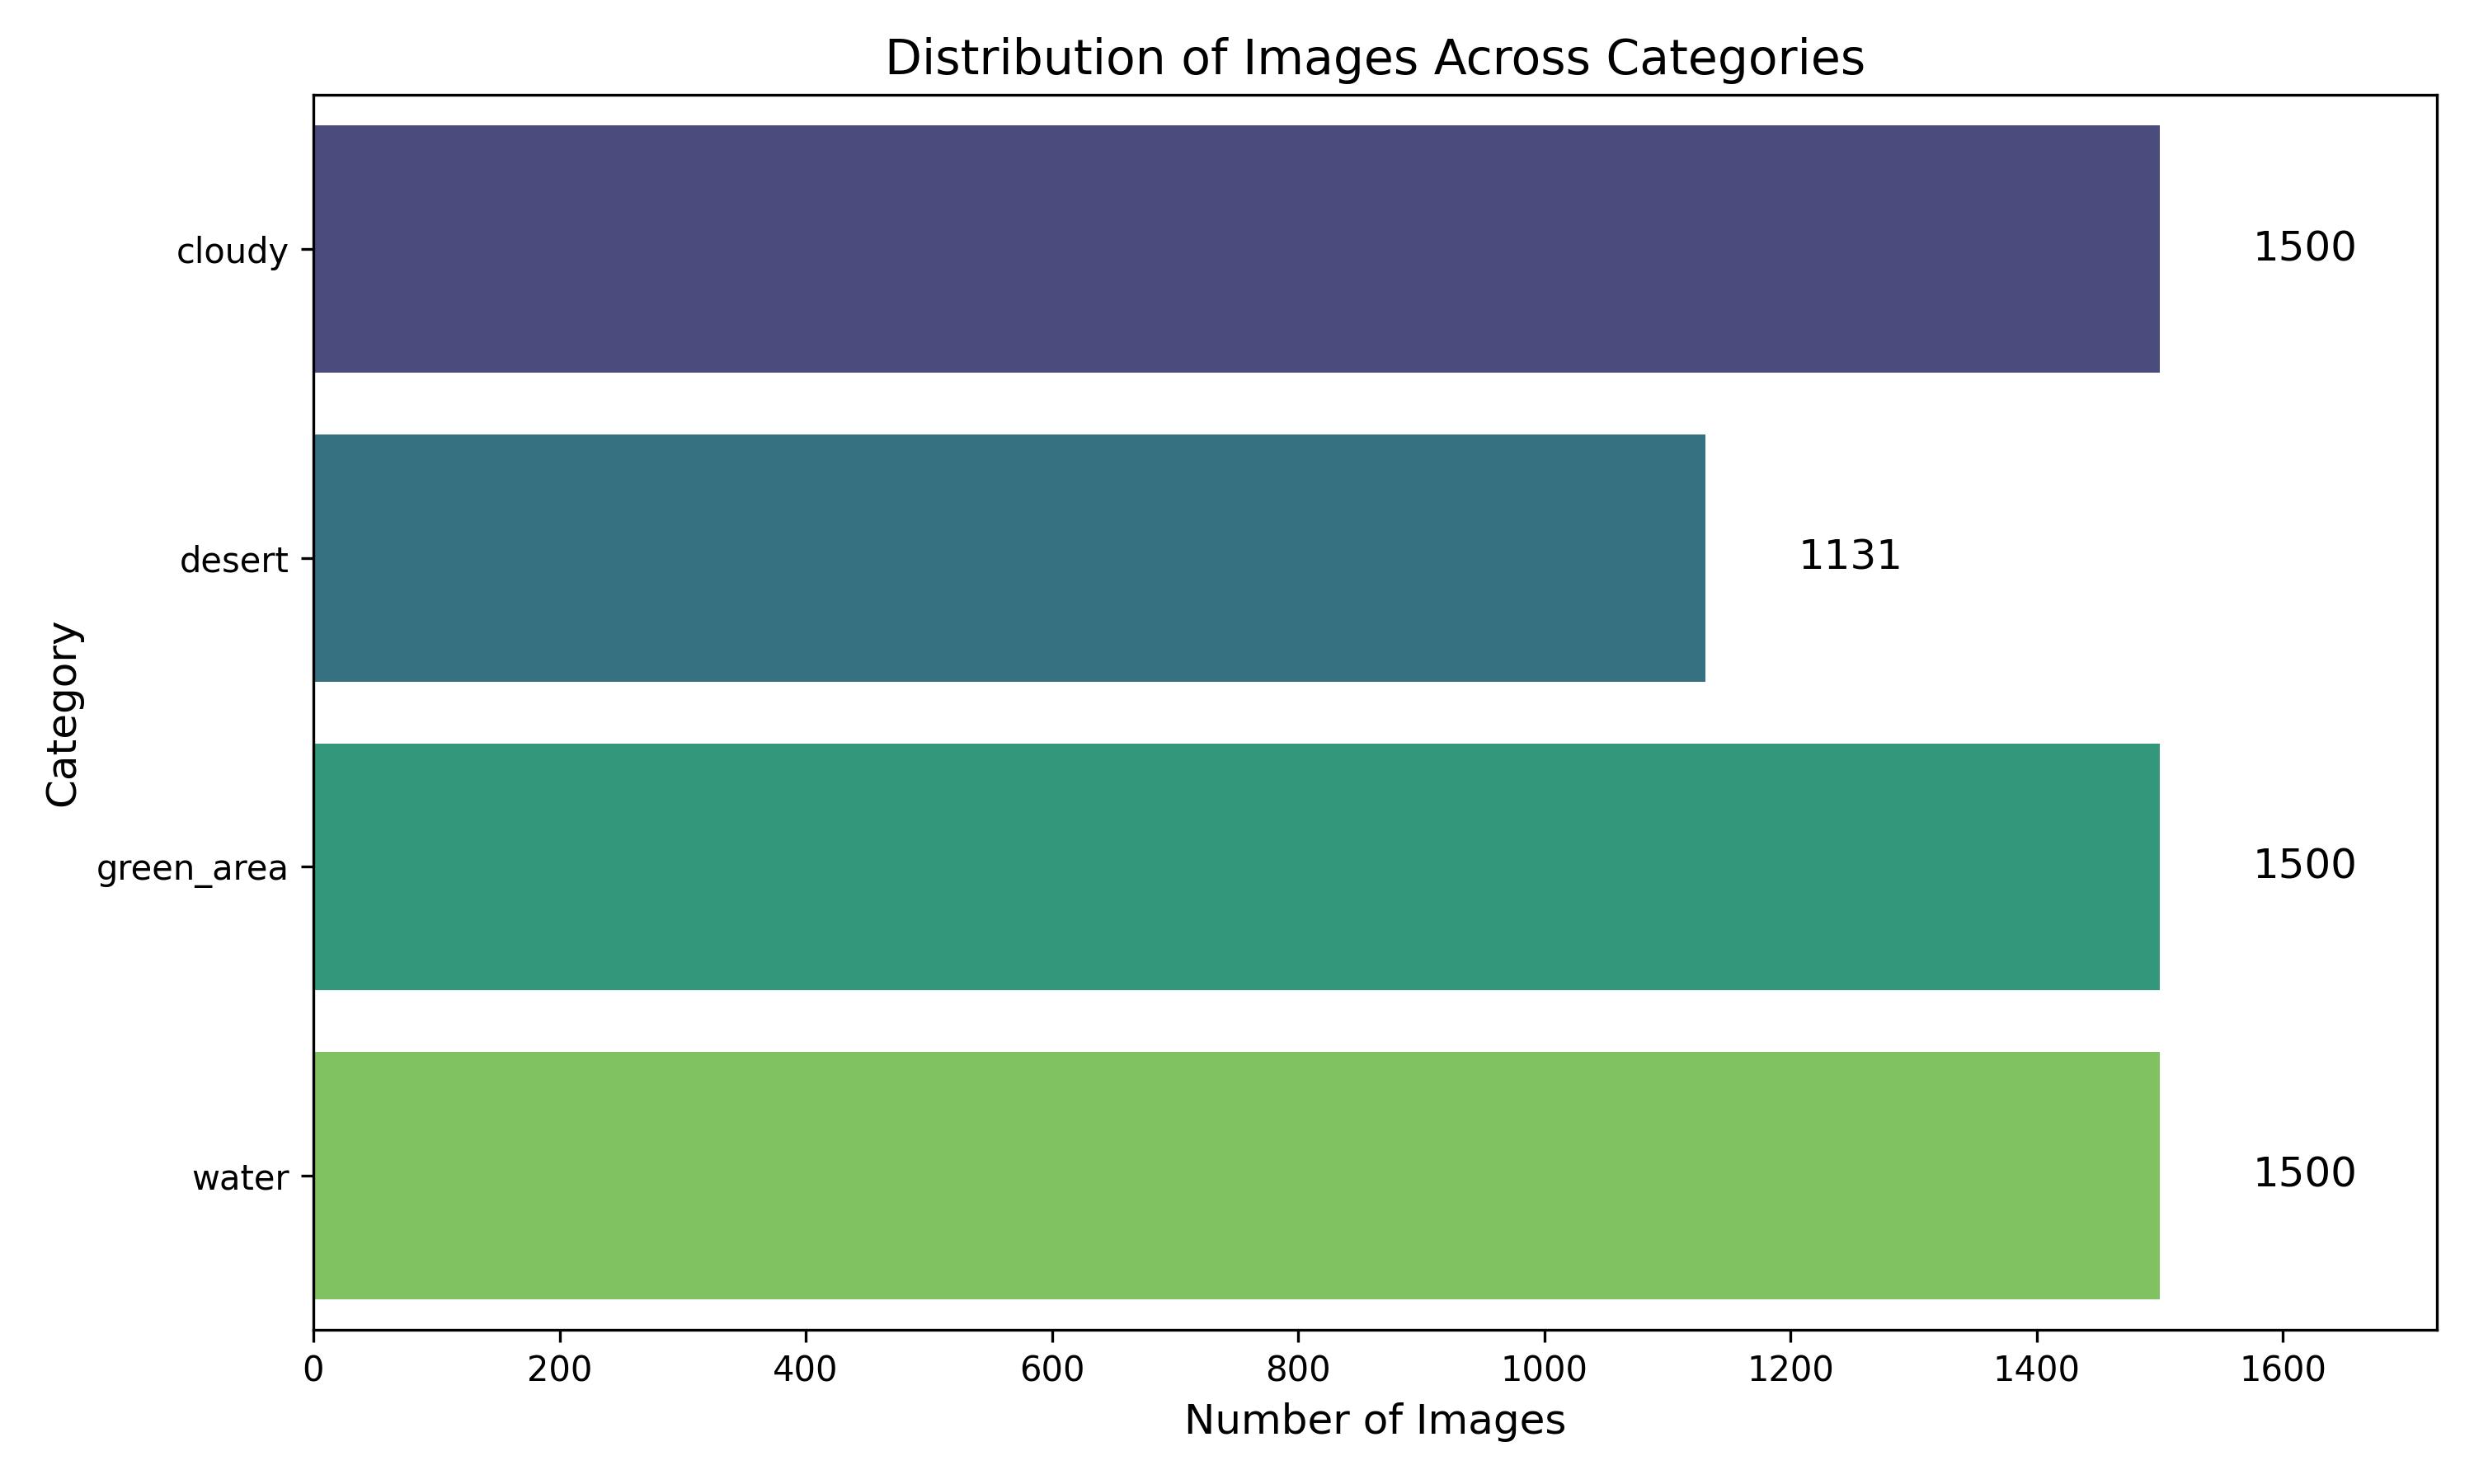 Distribution of Images Across Categories
cloudy
1500
desert
1131
Category
green_area
1500
water
1500
0 200 400 600 800 1000 1200 1400 1600
Number of Images